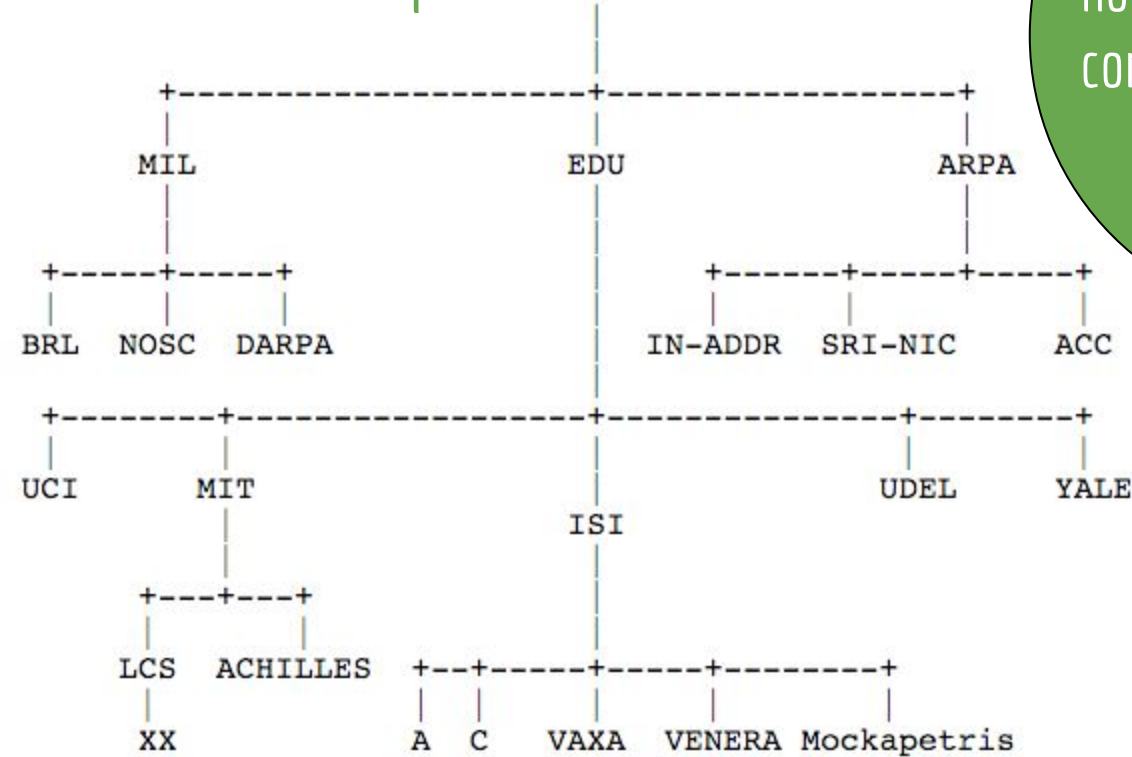 COI
MIL EDU ARPA
BRL NOSC DARPA IN-ADDR SRI-NIC ACC
UCI MIT UDEL YALE
ISI
LCS ACHILLES
XX A C VAXA VENERA Mockapetris